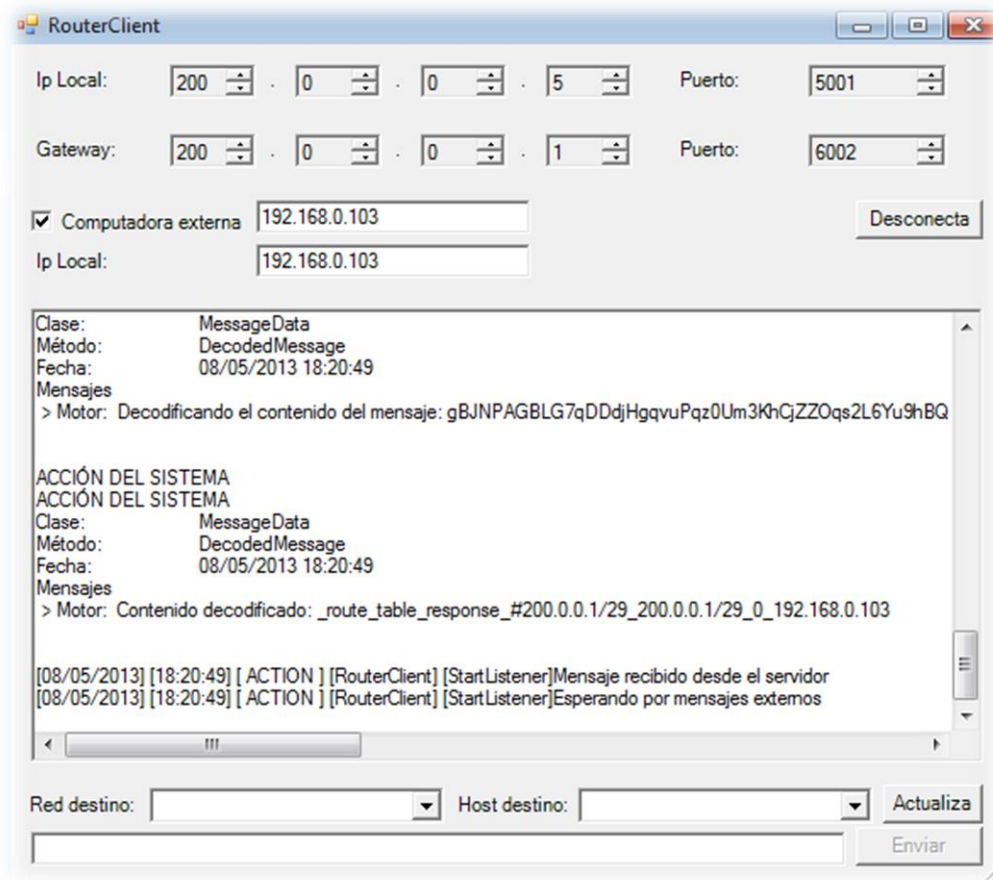 RouterClient
Ip Local: 200 . 0 . 0 . 5 Puerto: 5001
Gateway: 200 . 0 . 0 . 1 Puerto: 6002
Computadora externa 192.168.0.103 Desconecta
Ip Local: 192.168.0.103
Clase: MessageData
Método: DecodedMessage
Fecha: 08/05/2013 18:20:49
Mensajes
> Motor: Decodificando el contenido del mensaje: gBJNPAGBLG7qDDdjHgqvuPqz0Um3KhCjZZOqs2L6Yu9hBQ
ACCIÓN DEL SISTEMA
ACCIÓN DEL SISTEMA
Clase: MessageData
Método: DecodedMessage
Fecha: 08/05/2013 18:20:49
Mensajes
> Motor: Contenido decodificado: _route_table_response_#200.0.0.1/29_200.0.0.1/29_0_192.168.0.103
[08/05/2013] [18:20:49] [ ACTION ] [RouterClient] [StartListener]Mensaje recibido desde el servidor
[08/05/2013] [18:20:49] [ ACTION ] [RouterClient] [StartListener]Esperando por mensajes externos
Red destino: Host destino: Actualiza
Enviar